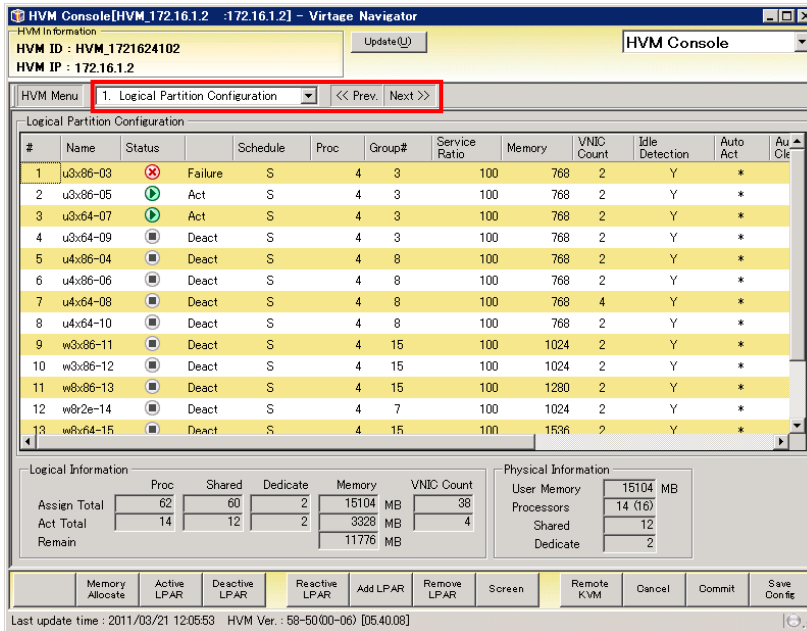 HVM Console[HVM_172.16.1.2 :172.16.1.2] - Virtage Navigator
HVM Information
HVM ID : HVM_1721624102
HVM IP : 172.16.1.2
Update(U)
HVM Console
HVM Menu
1. Logical Partition Configuration
<< Prev. Next >>
Logical Partition Configuration
# Name Status Schedule Proc Group# Service Ratio Memory VNIC Count Idle Detection Auto Act Au Cle
1 u3x86-03 Failure S 4 3 100 768 2 Y *
2 u3x86-05 Act S 4 3 100 768 2 Y *
3 u3x64-07 Act S 4 3 100 768 2 Y *
4 u3x64-09 Deact S 4 3 100 768 2 Y *
5 u4x86-04 Deact S 4 8 100 768 2 Y *
6 u4x86-06 Deact S 4 8 100 768 2 Y *
7 u4x64-08 Deact S 4 8 100 768 4 Y *
8 u4x64-10 Deact S 4 8 100 768 2 Y *
9 w3x86-11 Deact S 4 15 100 1024 2 Y *
10 w3x86-12 Deact S 4 15 100 1024 2 Y *
11 w8x86-13 Deact S 4 15 100 1280 2 Y *
12 w8r2e-14 Deact S 4 7 100 1024 2 Y *
13 w8x64-15 Deact S 4 15 100 1536 2 Y *
Logical Information
Proc Shared Dedicate Memory VNIC Count
Assign Total 62 60 2 15104 MB 38
Act Total 14 12 2 3328 MB 4
Remain 11776 MB
Physical Information
User Memory 15104 MB
Processors 14 (16)
Shared 12
Dedicate 2
Memory Allocate
Active LPAR
Deactive LPAR
Reactive LPAR
Add LPAR
Remove LPAR
Screen
Remote KVM
Cancel
Commit
Save Config
Last update time : 2011/03/21 12:05:53 HVM Ver. : 58-50(00-06) [05.40.08]